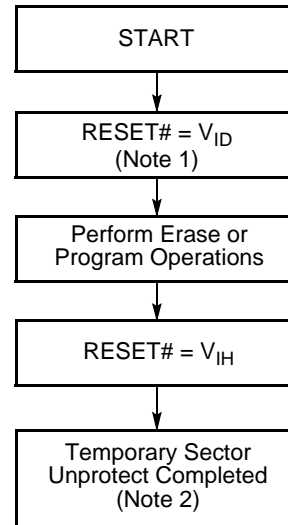 START
RESET# = V_ID
(Note 1)
Perform Erase or
Program Operations
RESET# = V_IH
Temporary Sector
Unprotect Completed
(Note 2)